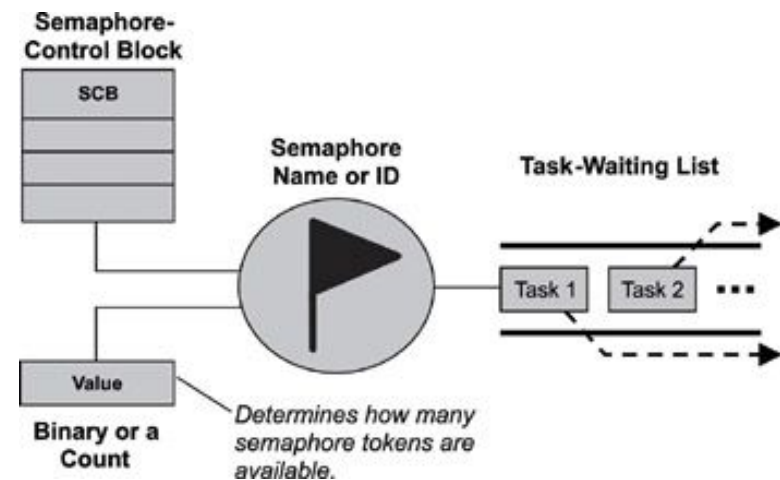 Semaphore-
Control Block
SCB
Semaphore
Name or ID
Task-Waiting List
Task 1
Task 2
...
Value
Binary or a
Count
Determines how many
semaphore tokens are
available.